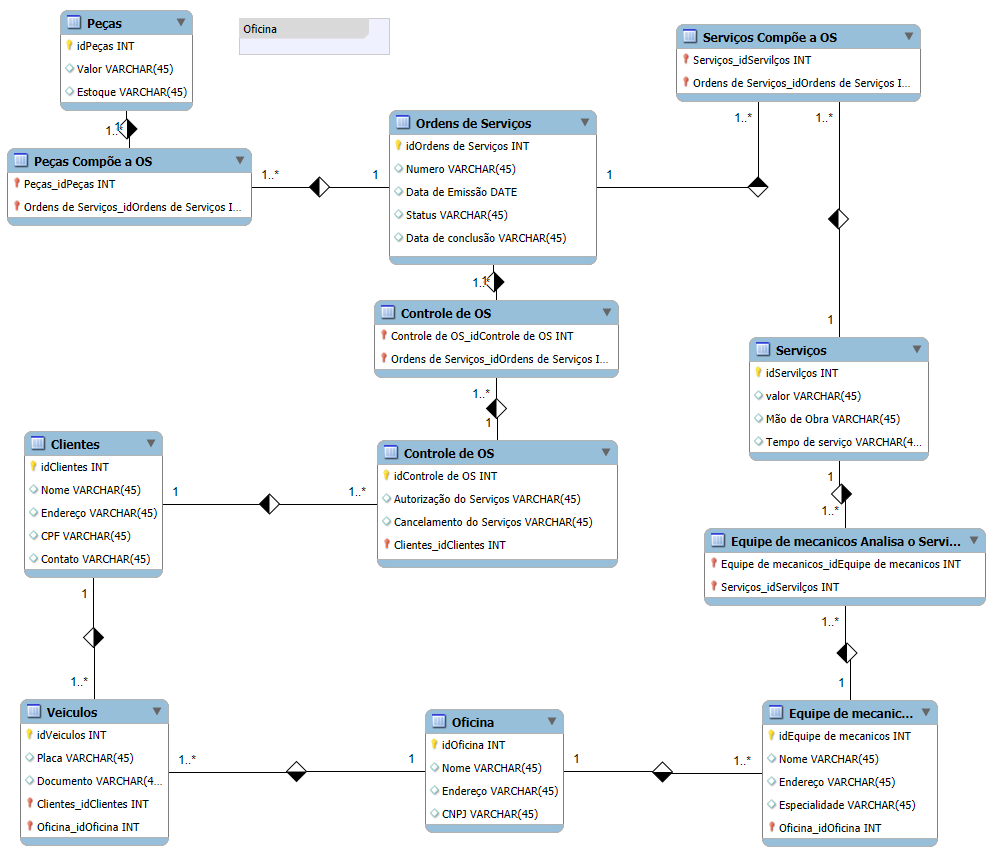 Peças
idPeças INT
Valor VARCHAR(45)
Estoque VARCHAR(45)
Oficina
Serviços Compõe a OS
Serviços_idServilços INT
Ordens de Serviços_idOrdens de Serviços I...
1..*
1
Peças Compõe a OS
Peças_idPeças INT
Ordens de Serviços_idOrdens de Serviços I...
1..*
1
Ordens de Serviços
idOrdens de Serviços INT
Numero VARCHAR(45)
Data de Emissão DATE
Status VARCHAR(45)
Data de conclusão VARCHAR(45)
1
1..*
1..*
1
1..*
1
Controle de OS
Controle de OS_idControle de OS INT
Ordens de Serviços_idOrdens de Serviços I...
1..*
1
Serviços
idServilços INT
valor VARCHAR(45)
Mão de Obra VARCHAR(45)
Tempo de serviço VARCHAR(4...
Clientes
idClientes INT
Nome VARCHAR(45)
Endereço VARCHAR(45)
CPF VARCHAR(45)
Contato VARCHAR(45)
1
1..*
Controle de OS
idControle de OS INT
Autorização do Serviços VARCHAR(45)
Cancelamento do Serviços VARCHAR(45)
Clientes_idClientes INT
1
1..*
Equipe de mecanicos Analisa o Servi...
Equipe de mecanicos_idEquipe de mecanicos INT
Serviços_idServilços INT
1
1..*
1..*
1
Veiculos
idVeiculos INT
Placa VARCHAR(45)
Documento VARCHAR(4...
Clientes_idClientes INT
Oficina_idOficina INT
1..*
1
Oficina
idOficina INT
Nome VARCHAR(45)
Endereço VARCHAR(45)
CNPJ VARCHAR(45)
1
1..*
Equipe de mecanic...
idEquipe de mecanicos INT
Nome VARCHAR(45)
Endereço VARCHAR(45)
Especialidade VARCHAR(45)
Oficina_idOficina INT